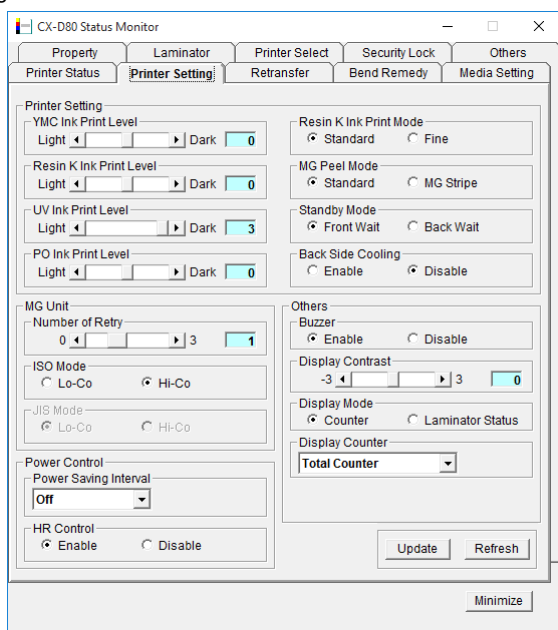 CX-D80 Status Monitor
Property Laminator Printer Select Security Lock Others
Printer Status Printer Setting Retransfer Bend Remedy Media Setting
Printer Setting
YMC Ink Print Level
Light Dark 0
Resin K Ink Print Level
Light Dark 0
UV Ink Print Level
Light Dark 3
PO Ink Print Level
Light Dark 0
Resin K Ink Print Mode
Standard Fine
MG Peel Mode
Standard MG Stripe
Standby Mode
Front Wait Back Wait
Back Side Cooling
Enable Disable
MG Unit
Number of Retry
0 3 1
ISO Mode
Lo-Co Hi-Co
JIS Mode
Lo-Co Hi-Co
Power Control
Power Saving Interval
Off
HR Control
Enable Disable
Others
Buzzer
Enable Disable
Display Contrast
-3 3 0
Display Mode
Counter Laminator Status
Display Counter
Total Counter
Update Refresh
Minimize